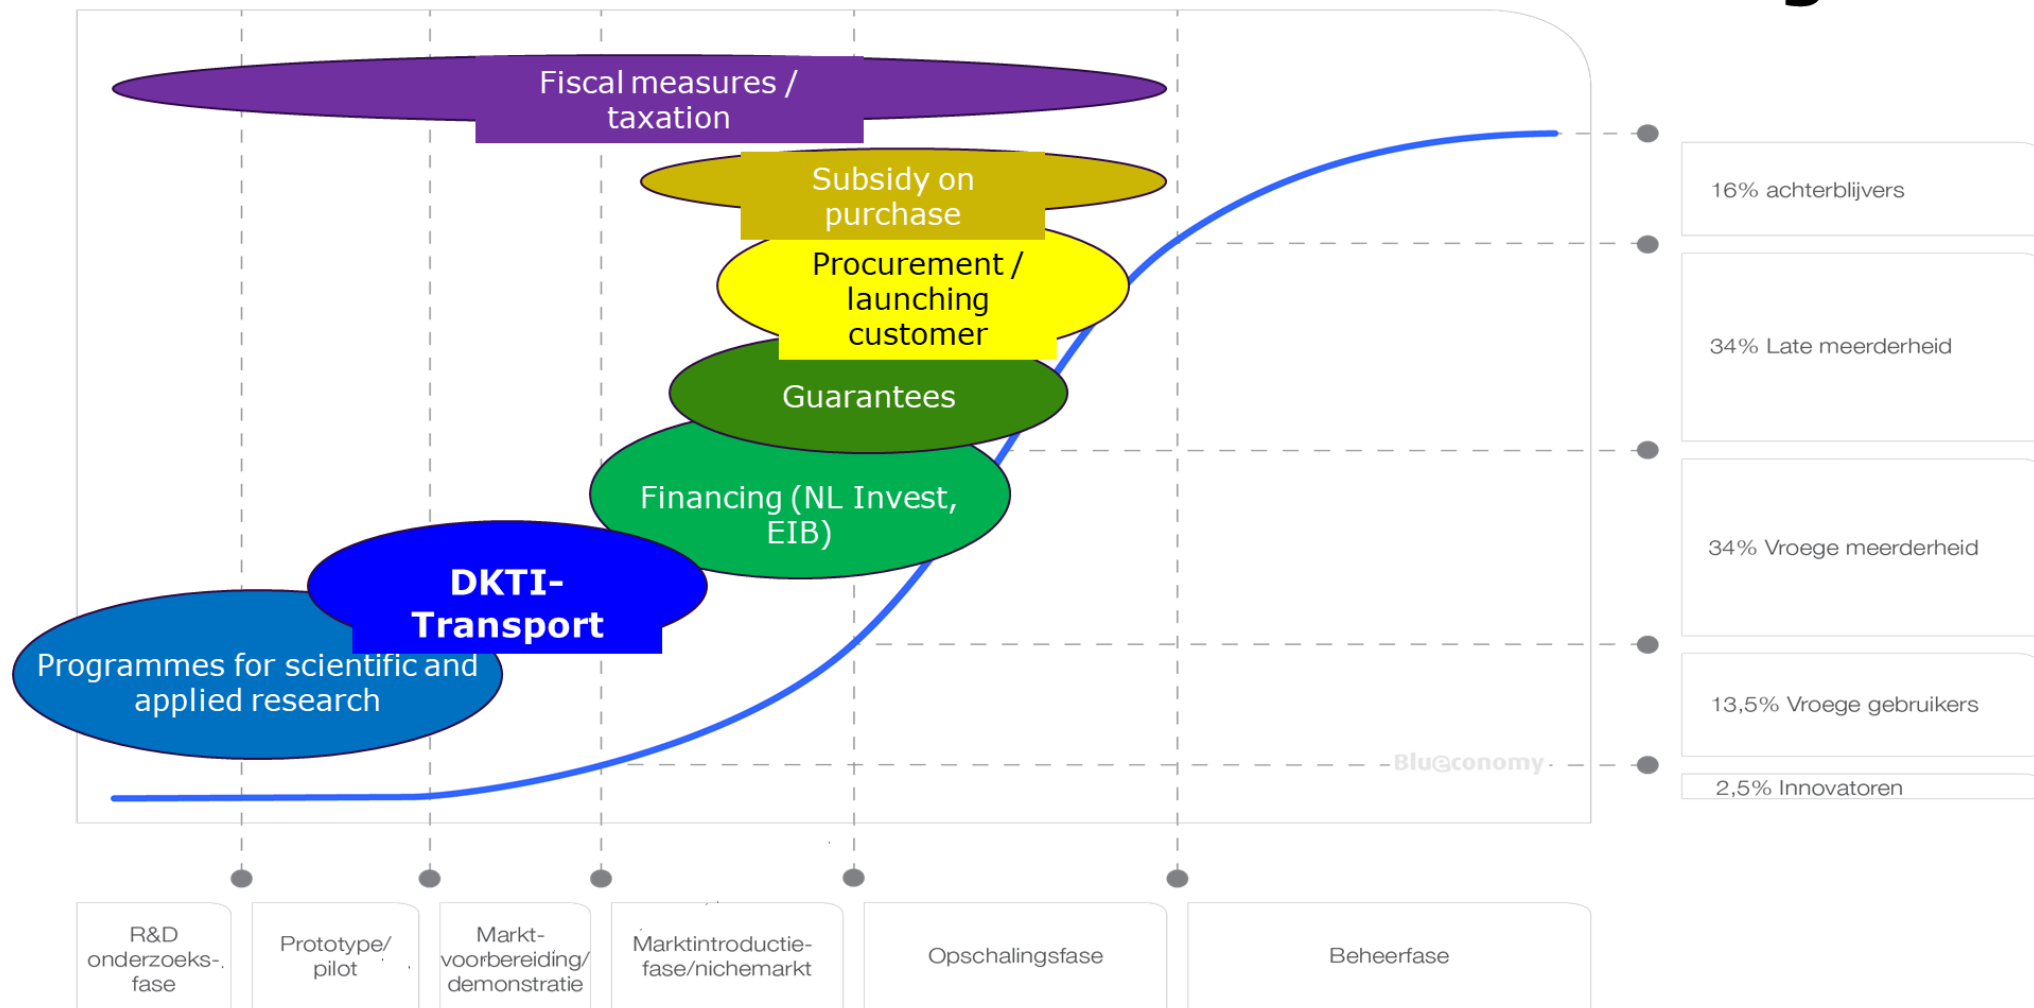 Fiscal measures /
taxation
Subsidy on
purchase
Procurement /
launching
customer
Guarantees
Financing (NL Invest,
EIB)
DKTI-
Transport
Programmes for scientific and
applied research
16% achterblijvers
34% Late meerderheid
34% Vroege meerderheid
13,5% Vroege gebruikers
2,5% Innovatoren
Blueconomy
R&D
onderzoeks-
fase
Prototype/
pilot
Markt-
voorbereiding/
demonstratie
Marktintroductie-
fase/nichemarkt
Opschalingsfase
Beheerfase